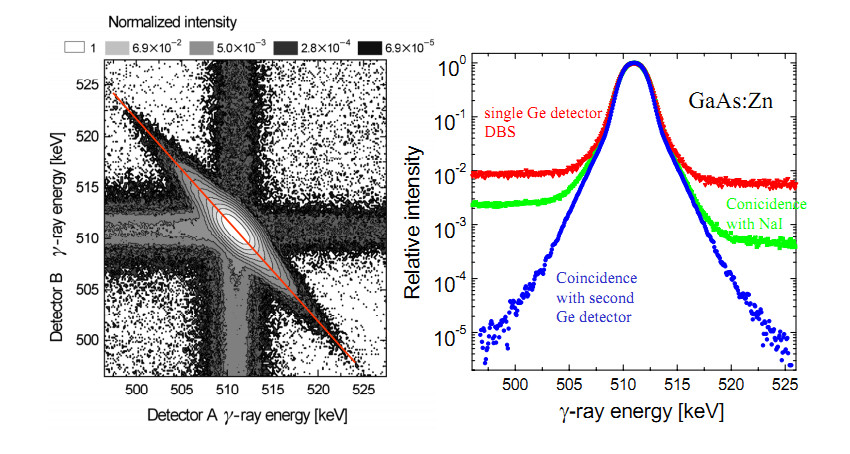 Normalized intensity
1 6.9×10⁻² 5.0×10⁻³ 2.8×10⁻⁴ 6.9×10⁻⁵
525
520
515
510
505
500
Detector B γ-ray energy [keV]
500 505 510 515 520 525
Detector A γ-ray energy [keV]
10⁰
10⁻¹
10⁻²
10⁻³
10⁻⁴
10⁻⁵
Relative intensity
GaAs:Zn
single Ge detector
DBS
Conicidence
with NaI
Coincidence
with second
Ge detector
500 505 510 515 520 525
γ-ray energy [keV]